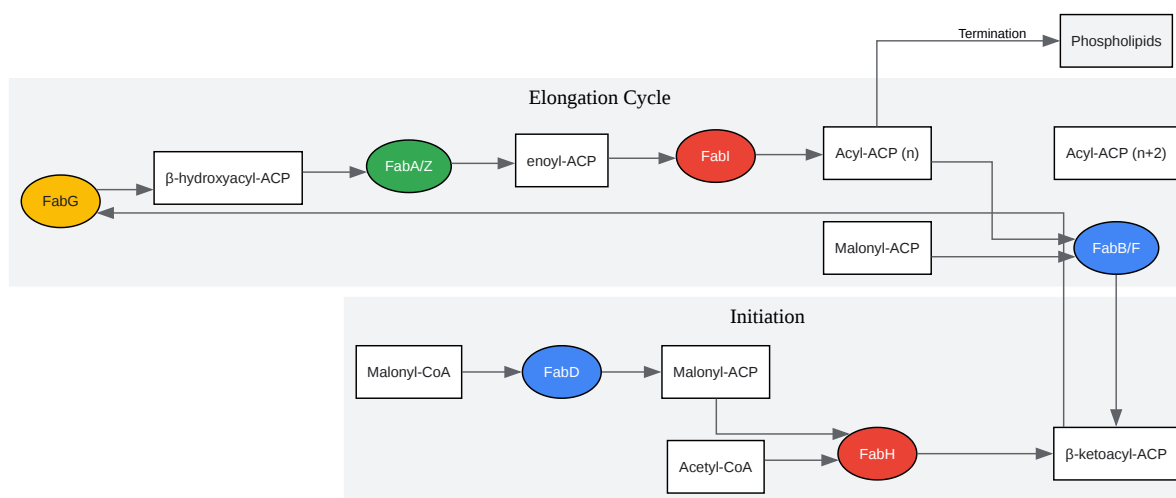 Termination
Phospholipids
Elongation Cycle
FabG
β-hydroxyacyl-ACP
FabA/Z
enoyl-ACP
FabI
Acyl-ACP (n)
Acyl-ACP (n+2)
Malonyl-ACP
FabB/F
Initiation
Malonyl-CoA
FabD
Malonyl-ACP
Acetyl-CoA
FabH
β-ketoacyl-ACP